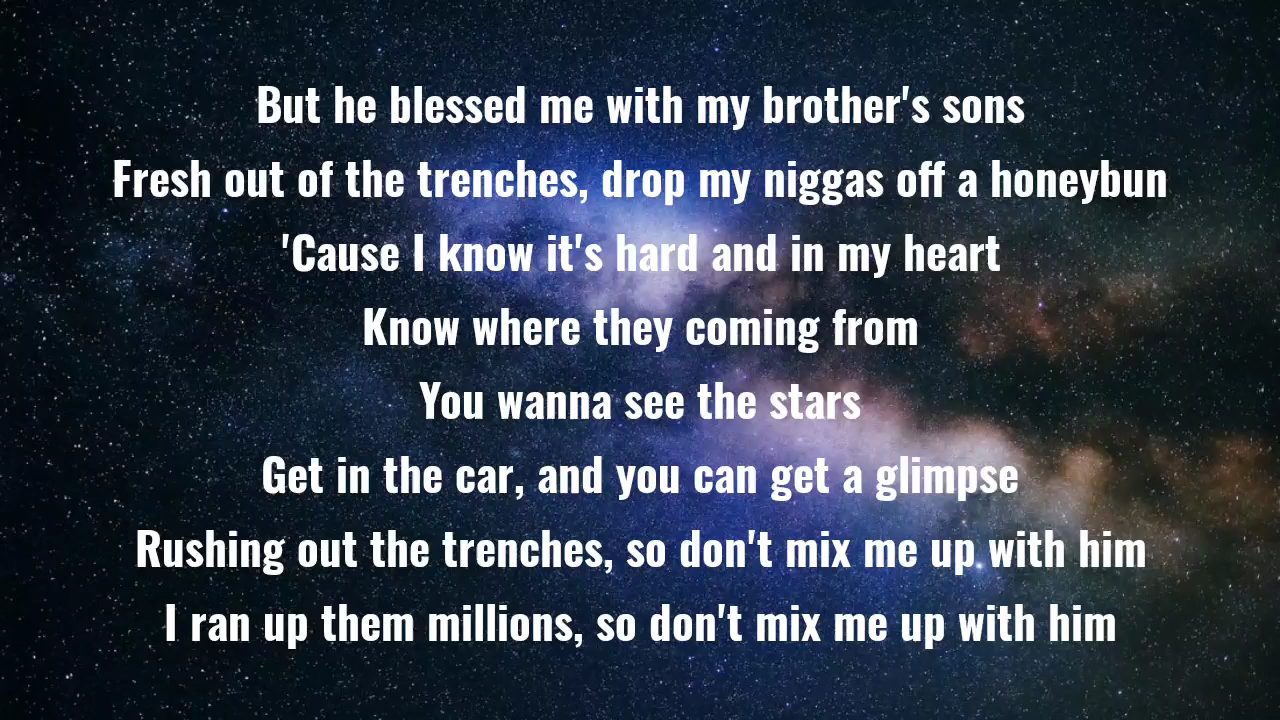 But he blessed me with my brother's sons
Fresh out of the trenches, drop my niggas off a honeybun
'Cause I know it's hard and in my heart
Know where they coming from
You wanna see the stars
Get in the car, and you can get a glimpse
Rushing out the trenches, so don't mix me up with him
I ran up them millions, so don't mix me up with him